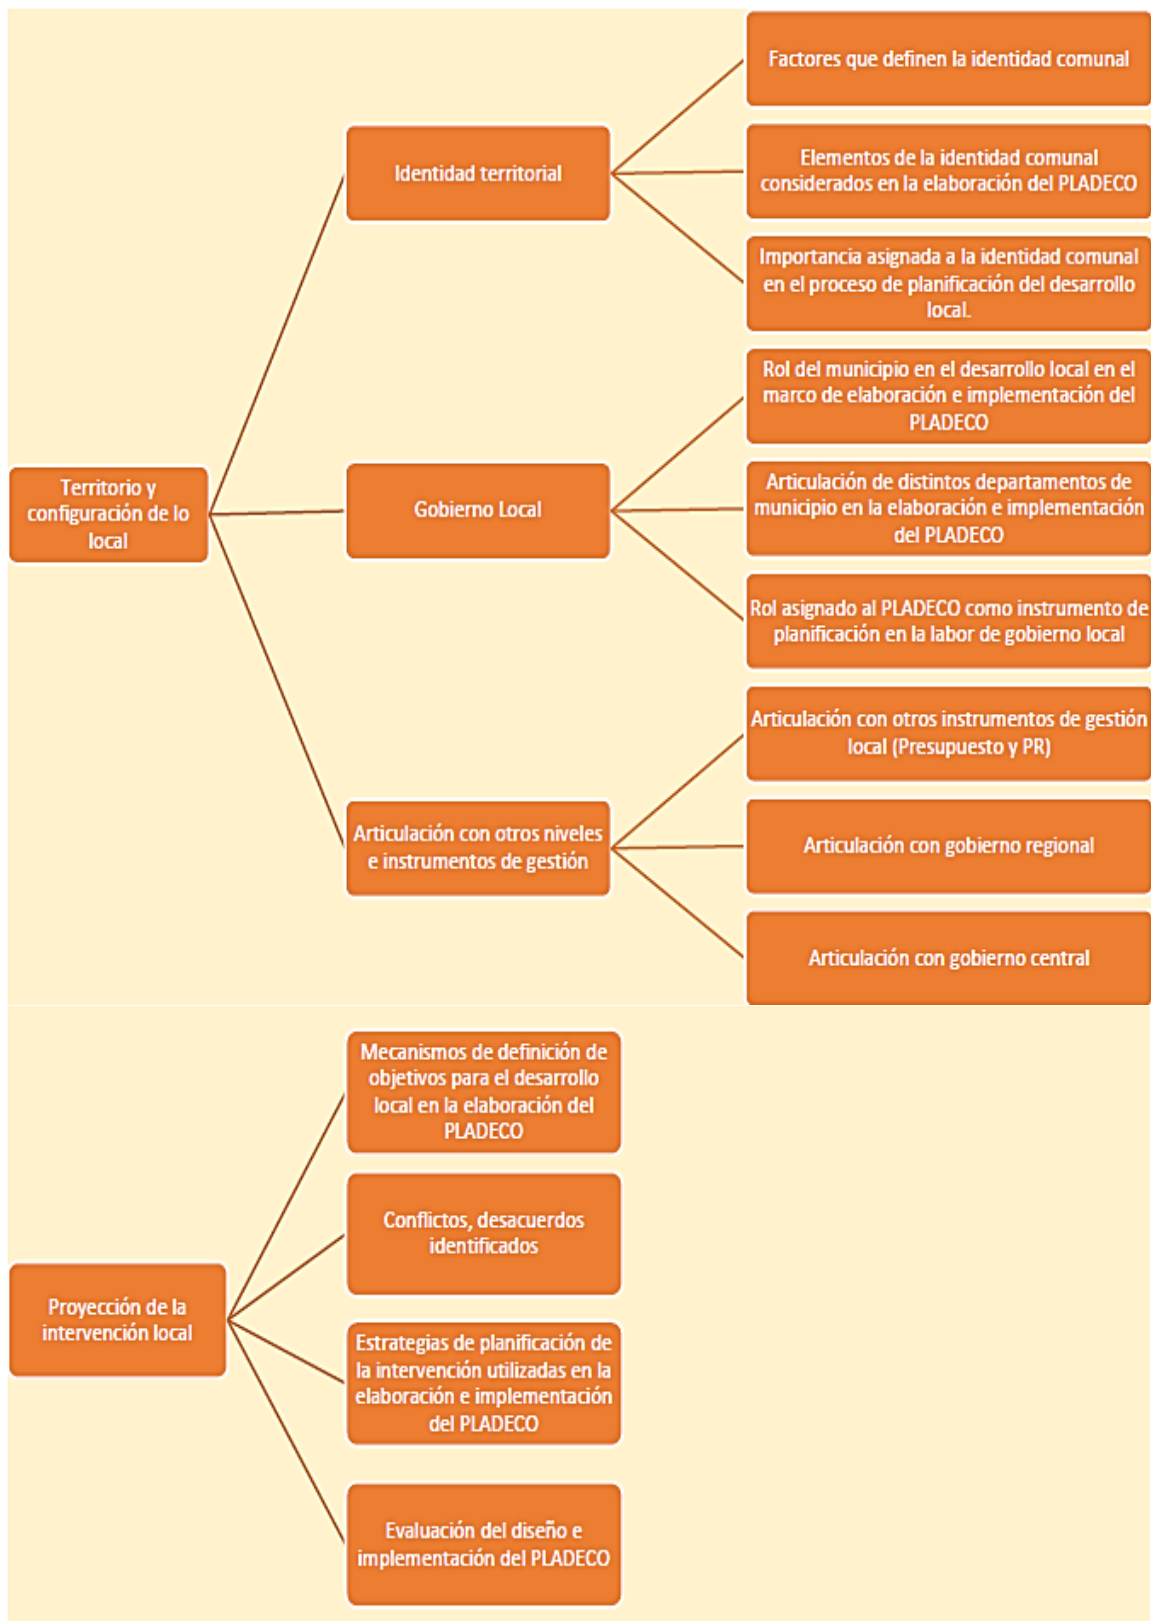 Territorio y
configuración de lo
local
Identidad territorial
Factores que definen la identidad comunal
Elementos de la identidad comunal
considerados en la elaboración del PLADECO
Importancia asignada a la identidad comunal
en el proceso de planificación del desarrollo
local.
Gobierno Local
Rol del municipio en el desarrollo local en el
marco de elaboración e implementación del
PLADECO
Articulación de distintos departamentos de
municipio en la elaboración e implementación
del PLADECO
Rol asignado al PLADECO como instrumento de
planificación en la labor de gobierno local
Articulación con otros niveles
e instrumentos de gestión
Articulación con otros instrumentos de gestión
local (Presupuesto y PR)
Articulación con gobierno regional
Articulación con gobierno central
Proyección de la
intervención local
Mecanismos de definición de
objetivos para el desarrollo
local en la elaboración del
PLADECO
Conflictos, desacuerdos
identificados
Estrategias de planificación de
la intervención utilizadas en la
elaboración e implementación
del PLADECO
Evaluación del diseño e
implementación del PLADECO